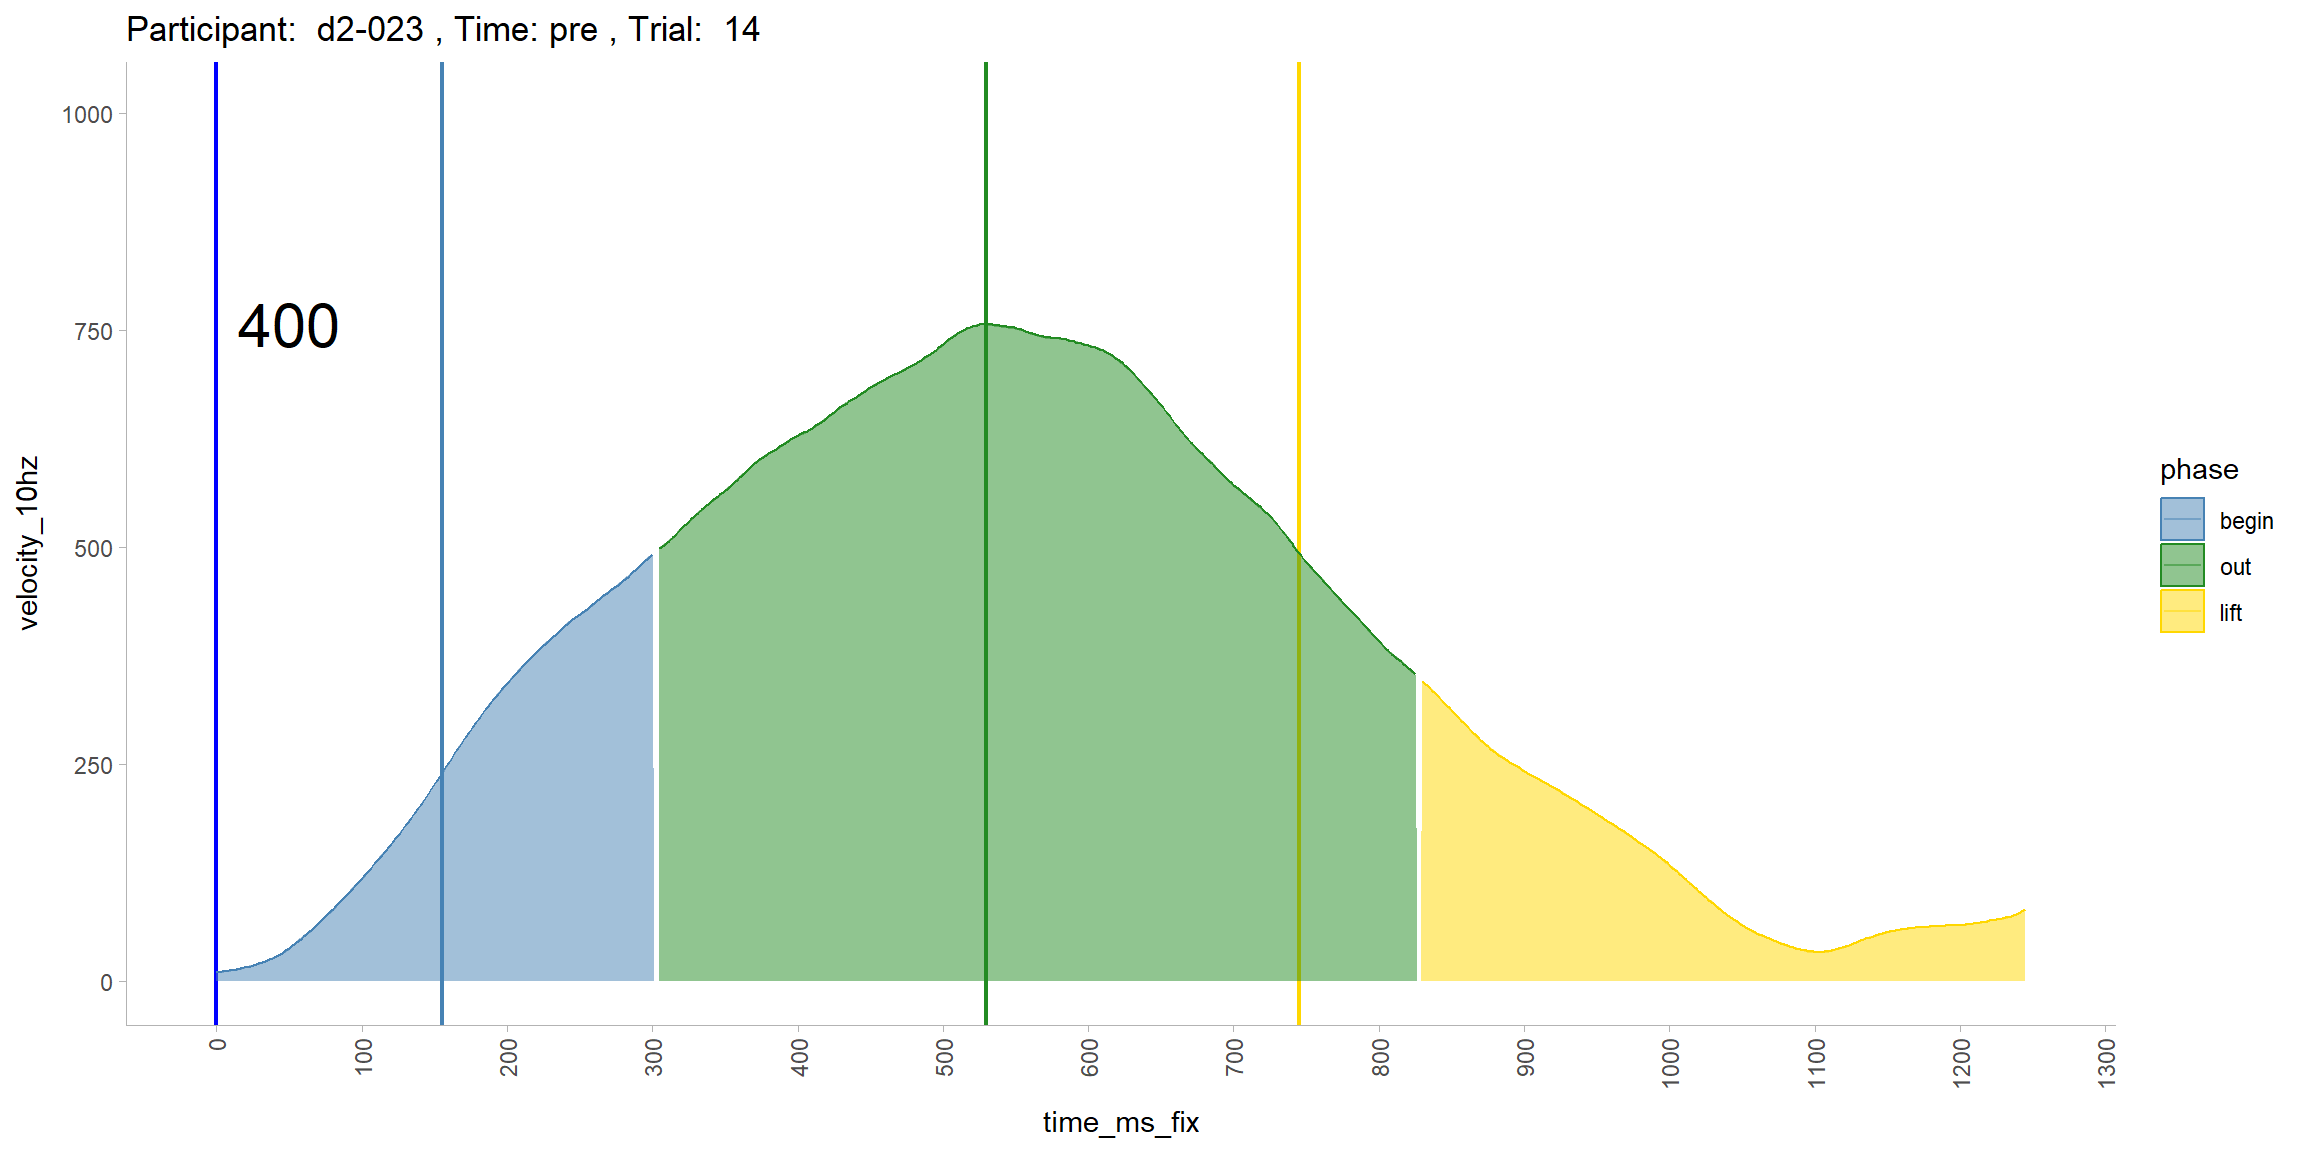 Participant:  d2-023 , Time: pre , Trial:  14
1000
750
500
250
0
velocity_10hz
400
0
100
200
300
400
500
600
700
800
900
1000
1100
1200
1300
time_ms_fix
phase
begin
out
lift